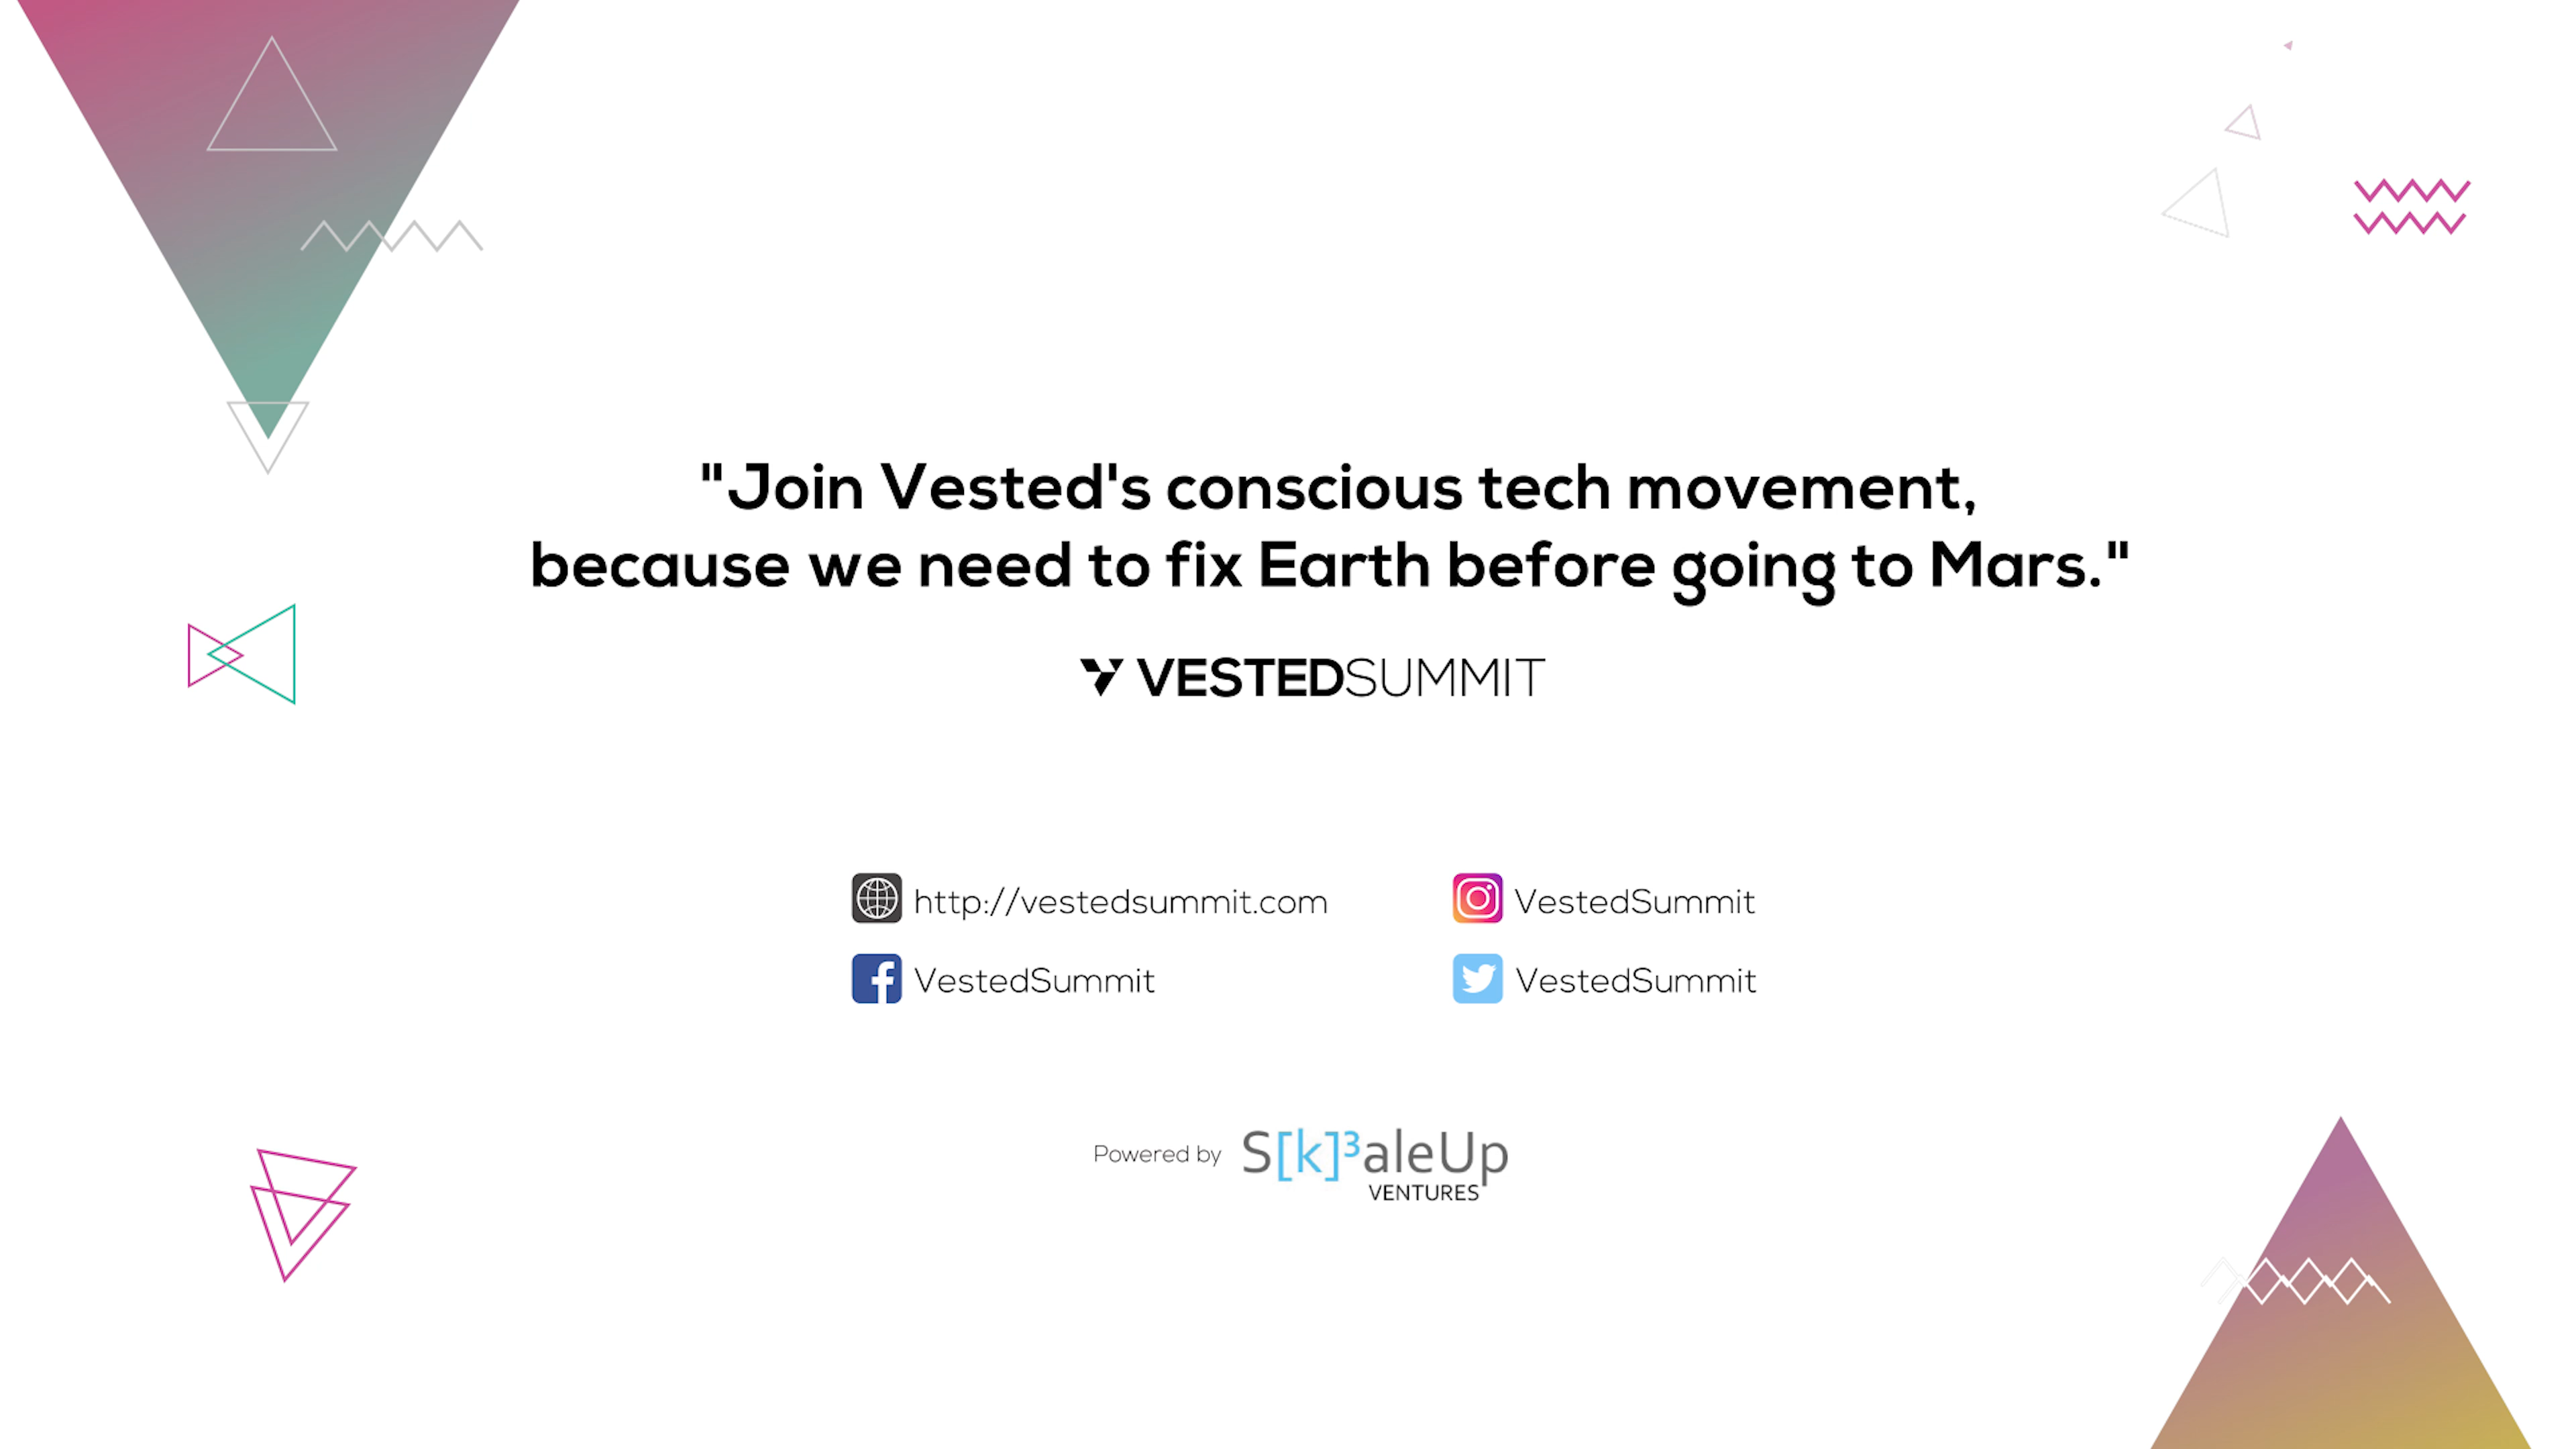 "Join Vested's conscious tech movement,
because we need to fix Earth before going to Mars."
VESTEDSUMMIT
http://vestedsummit.com
VestedSummit
VestedSummit
VestedSummit
Powered by S[k]³aleUp
VENTURES